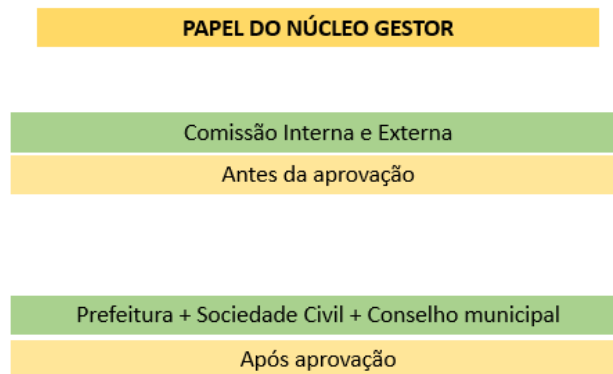 PAPEL DO NÚCLEO GESTOR
Comissão Interna e Externa
Antes da aprovação
Prefeitura + Sociedade Civil + Conselho municipal
Após aprovação